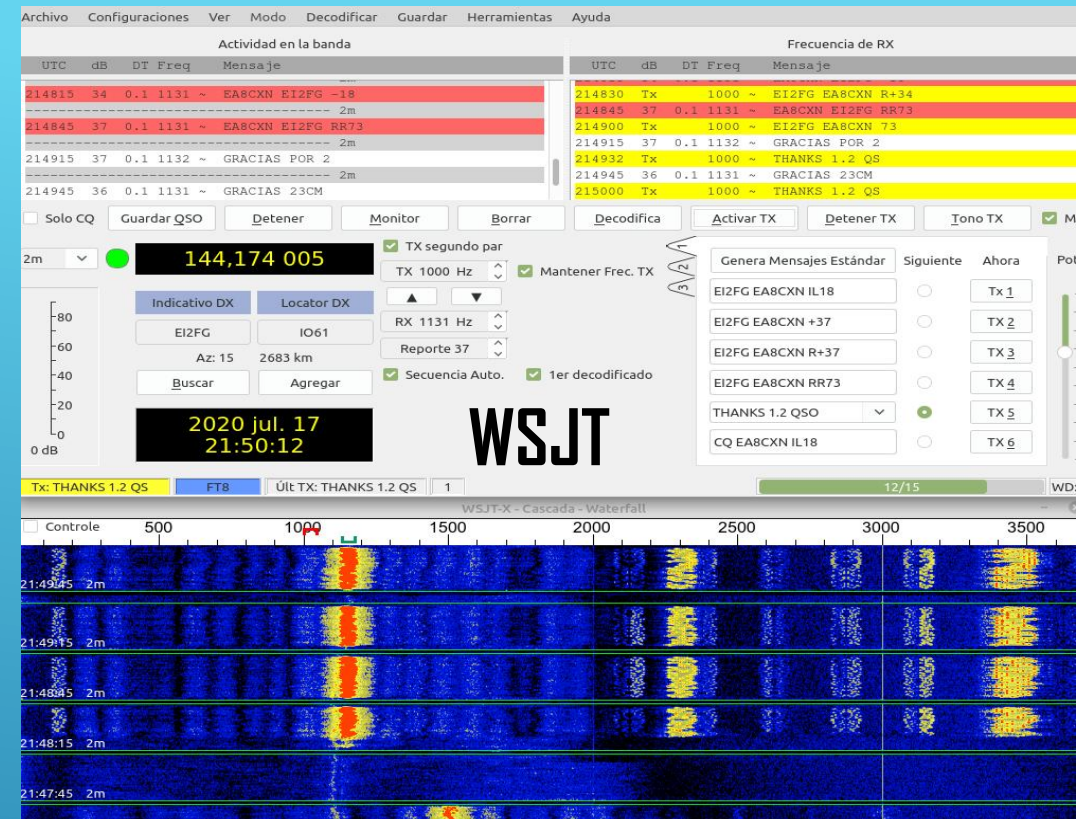 Archivo Configuraciones Ver Modo Decodificar Guardar Herramientas Ayuda
Actividad en la banda
UTC dB DT Freq Mensaje
2m
214815 34 0.1 1131 ~ EA8CXN EI2FG -18
2m
214845 37 0.1 1131 ~ EA8CXN EI2FG RR73
2m
214915 37 0.1 1132 ~ GRACIAS POR 2
2m
214945 36 0.1 1131 ~ GRACIAS 23CM
Frecuencia de RX
UTC dB DT Freq Mensaje
214830 Tx 1000 ~ EI2FG EA8CXN R+34
214845 37 0.1 1131 ~ EA8CXN EI2FG RR73
214900 Tx 1000 ~ EI2FG EA8CXN 73
214915 37 0.1 1132 ~ GRACIAS POR 2
214932 Tx 1000 ~ THANKS 1.2 QS
214945 36 0.1 1131 ~ GRACIAS 23CM
215000 Tx 1000 ~ THANKS 1.2 QS
Solo CQ Guardar QSO Detener Monitor Borrar Decodifica Activar TX Detener TX Tono TX M
2m
144,174 005
TX segundo par
TX 1000 Hz
Mantener Frec. TX
Indicativo DX Locator DX
EI2FG IO61
RX 1131 Hz
Az: 15 2683 km
Reporte 37
Buscar Agregar
Secuencia Auto. 1er decodificado
2020 jul. 17
21:50:12
WSJT
-80
-60
-40
-20
0
0 dB
1
2
3
Genera Mensajes Estándar Siguiente Ahora Pot
EI2FG EA8CXN IL18 Tx 1
EI2FG EA8CXN +37 TX 2
EI2FG EA8CXN R+37 TX 3
EI2FG EA8CXN RR73 TX 4
THANKS 1.2 QSO TX 5
CQ EA8CXN IL18 TX 6
Tx: THANKS 1.2 QS FT8 Últ TX: THANKS 1.2 QS 1 12/15 WD:
WSJT-X - Cascada - Waterfall
Controle 500 1000 1500 2000 2500 3000 3500
21:49:45 2m
21:49:15 2m
21:48:45 2m
21:48:15 2m
21:47:45 2m